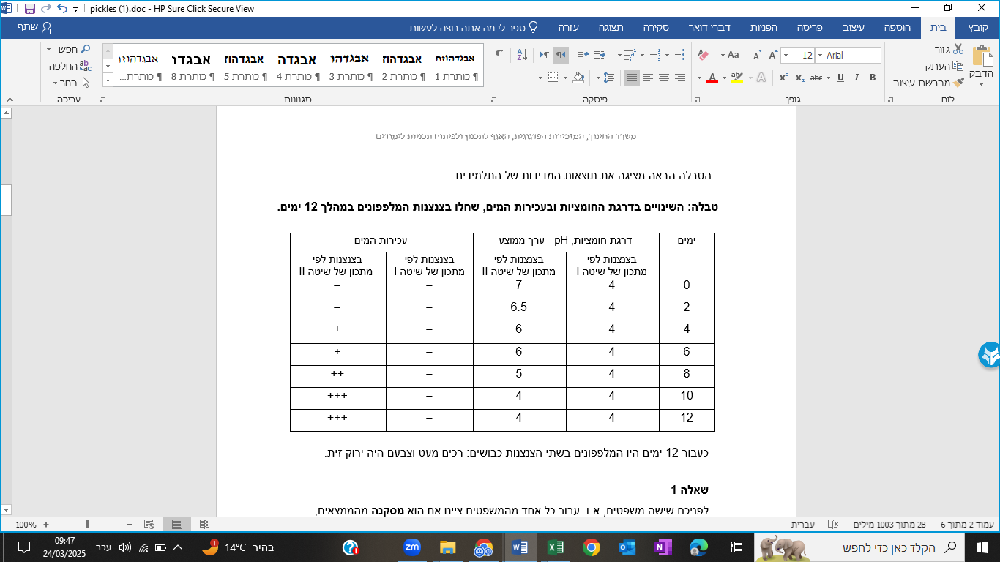 pickles (1).doc - HP Sure Click Secure View
קובץ
בית
הוספה
עיצוב
פריסה
הפניות
דברי דואר
סקירה
תצוגה
עזרה
ספר לי מה אתה רוצה לעשות
שתף
הדבק
גזור
העתק
מברשת עיצוב
לוח
Arial
12
גופן
פיסקה
אבגדהוזח אבגדהוז אבגדהו אבגדה אבגדהוז אבגדו אבגדהוזח
¶ כותרת 1 ¶ כותרת 2 ¶ כותרת 3 ¶ כותרת 4 ¶ כותרת 5 ¶ כותרת 8 ¶ כותרת...
סגנונות
חפש
החלפה
בחר
עריכה
משרד החינוך, המזכירות הפדגוגית, האגף לתכנון ולפיתוח תכניות לימודים
הטבלה הבאה מציגה את תוצאות המדידות של התלמידים:
טבלה: השינויים בדרגת החומציות ובעכירות המים, שחלו בצנצנות המלפפונים במהלך 12 ימים.
ימים דרגת חומציות, pH - ערך ממוצע עכירות המים
בצנצנות לפי בצנצנות לפי בצנצנות לפי בצנצנות לפי
מתכון של שיטה I מתכון של שיטה II מתכון של שיטה I מתכון של שיטה II
0 4 7 – –
2 4 6.5 – –
4 4 6 – +
6 4 6 – +
8 4 5 – ++
10 4 4 – +++
12 4 4 – +++
כעבור 12 ימים היו המלפפונים בשתי הצנצנות כבושים: רכים מעט וצבעם היה ירוק זית.
שאלה 1
לפניכם שישה משפטים, א-ו. עבור כל אחד מהמשפטים ציינו אם הוא מסקנה מהממצאים,
עמוד 2 מתוך 6
28 מתוך 1003 מילים
עברית
100%
הקלד כאן כדי לחפש
14°C בהיר
עבר
09:47
24/03/2025